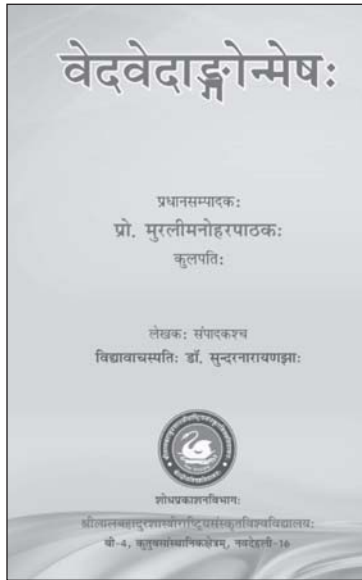 वेदवेदाङ्गोन्मेषः
प्रधानसम्पादकः
प्रो. मुरलीमनोहरपाठकः
कुलपतिः
लेखकः संपादकश्च
विद्यावाचस्पतिः डॉ. सुन्दरनारायणझाः
शोधप्रकाशनविभागः
श्रीलालबहादुरशास्त्रीराष्ट्रियसंस्कृतविश्वविद्यालयः
बी-4, कुतुबसांस्थानिकक्षेत्रम्, नवदेहली-16